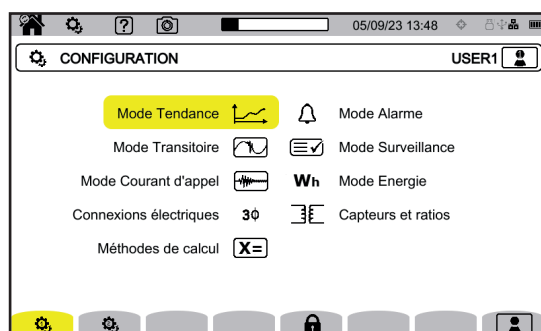 05/09/23 13:48
CONFIGURATION USER1
Mode Tendance Mode Alarme
Mode Transitoire Mode Surveillance
Mode Courant d'appel Wh Mode Energie
Connexions électriques 3ϕ Capteurs et ratios
Méthodes de calcul X=